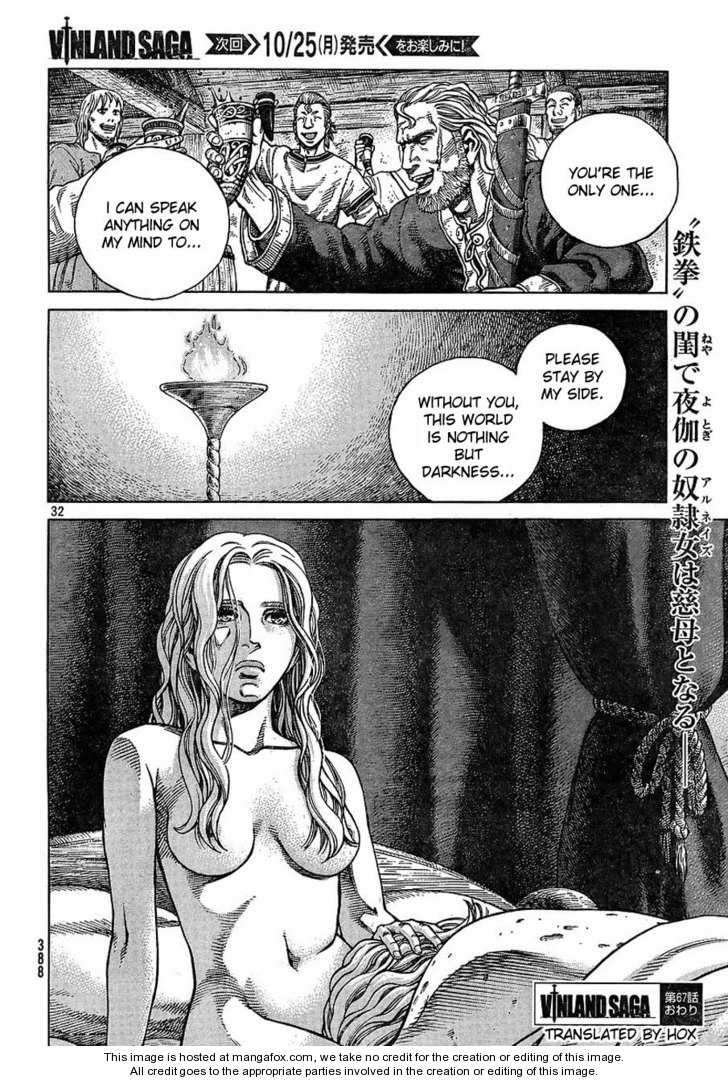 VINLAND SAGA
次回 10/25(月)発売 をお楽しみに!
YOU'RE THE
ONLY ONE...
I CAN SPEAK
ANYTHING ON
MY MIND TO...
PLEASE
STAY BY
MY SIDE.
WITHOUT YOU,
THIS WORLD
IS NOTHING
BUT
DARKNESS...
32
〝鉄拳〟の閨で夜伽の奴隷女は慈母となる——
ねや
よとぎ
アルネイズ
388
VINLAND SAGA
第67話
おわり
TRANSLATED BY HOX
This image is hosted at mangafox.com, we take no credit for the creation or editing of this image.
All credit goes to the appropriate parties involved in the creation or editing of this image.